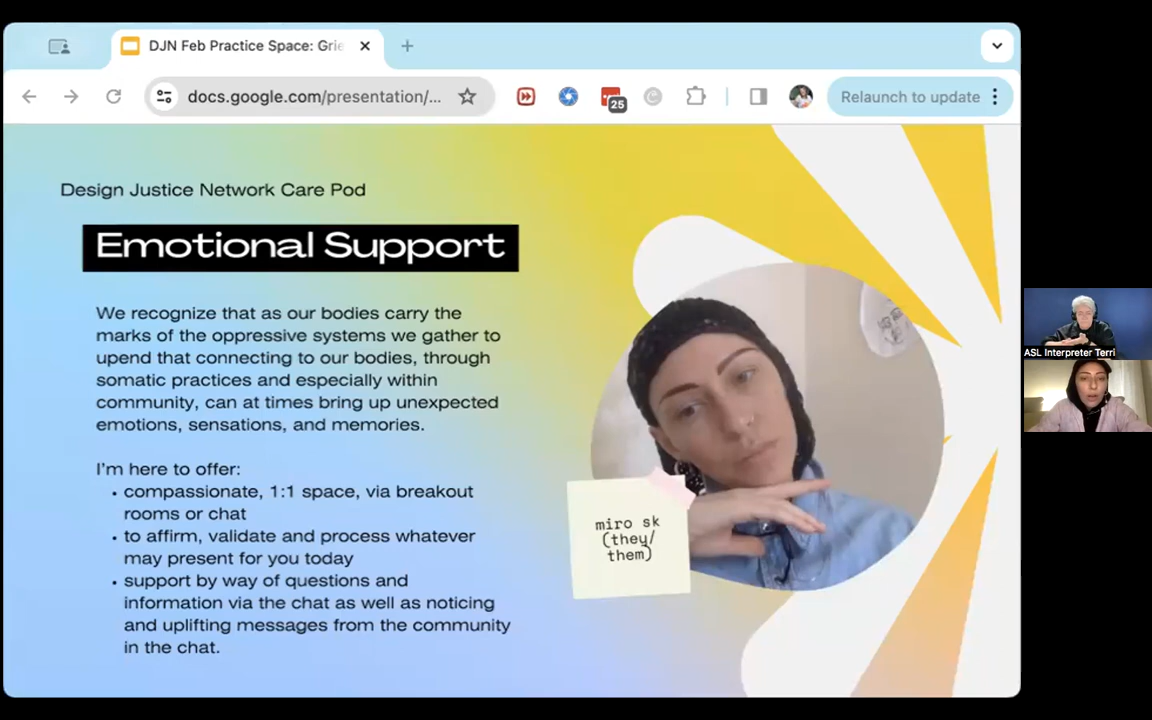 DJN Feb Practice Space: Grie
docs.google.com/presentation/...
25
Relaunch to update
Design Justice Network Care Pod
Emotional Support
We recognize that as our bodies carry the
marks of the oppressive systems we gather to
upend that connecting to our bodies, through
somatic practices and especially within
community, can at times bring up unexpected
emotions, sensations, and memories.
I'm here to offer:
• compassionate, 1:1 space, via breakout
rooms or chat
• to affirm, validate and process whatever
may present for you today
• support by way of questions and
information via the chat as well as noticing
and uplifting messages from the community
in the chat.
miro sk
(they/
them)
ASL Interpreter Terri